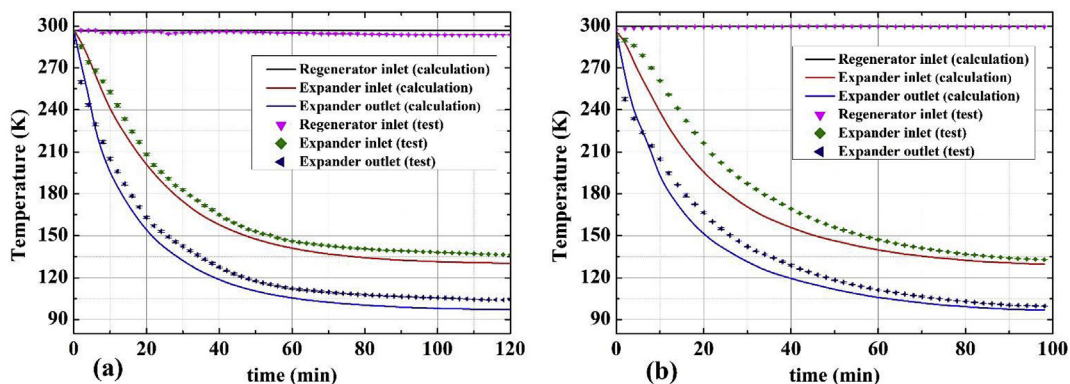 300
270
240
210
180
150
120
90
Temperature (K)
Regenerator inlet (calculation)
Expander inlet (calculation)
Expander outlet (calculation)
Regenerator inlet (test)
Expander inlet (test)
Expander outlet (test)
0 20 40 60 80 100 120
(a)
time (min)
300
270
240
210
180
150
120
90
Temperature (K)
Regenerator inlet (calculation)
Expander inlet (calculation)
Expander outlet (calculation)
Regenerator inlet (test)
Expander inlet (test)
Expander outlet (test)
0 20 40 60 80 100
(b)
time (min)